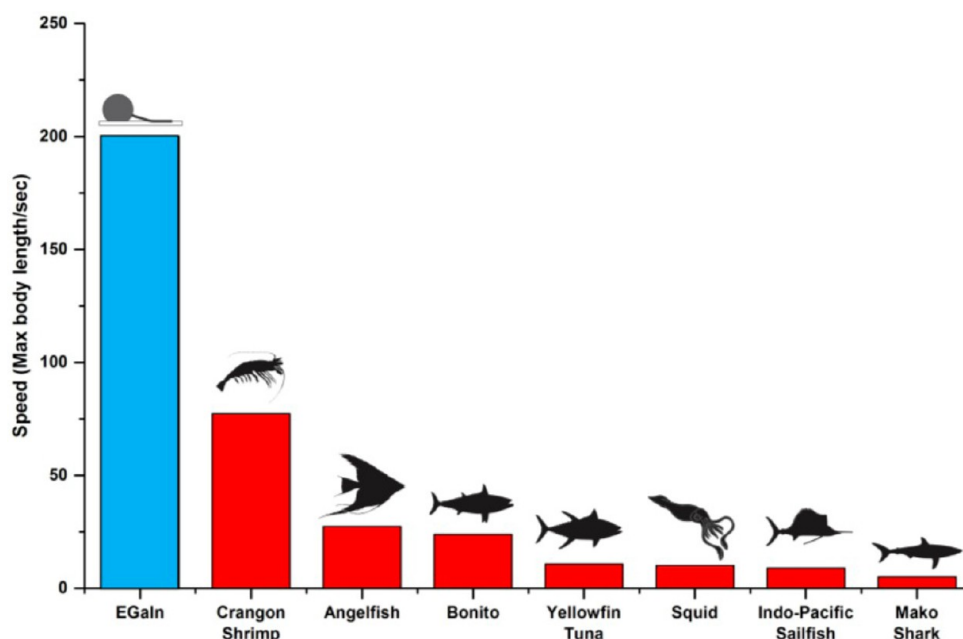 250
200
150
100
50
0
Speed (Max body length/sec)
EGaIn
Crangon
Shrimp
Angelfish
Bonito
Yellowfin
Tuna
Squid
Indo-Pacific
Sailfish
Mako
Shark